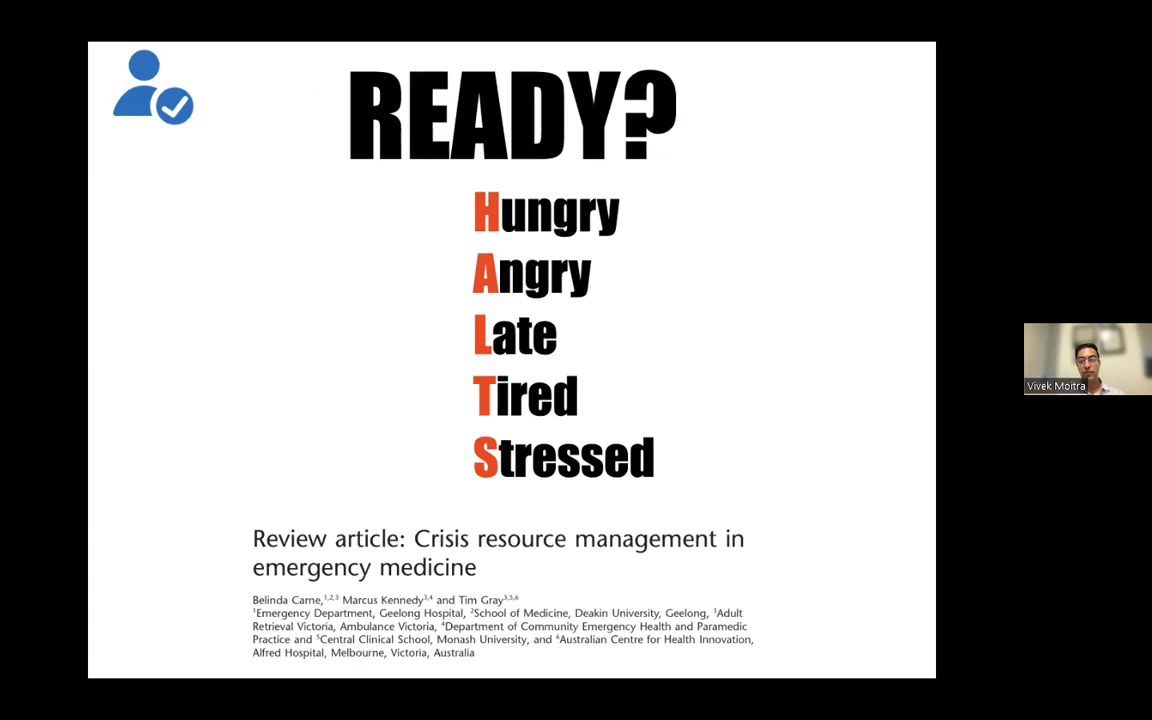 READY?
Hungry
Angry
Late
Tired
Stressed
Review article: Crisis resource management in
emergency medicine
Belinda Carne,1,2,3 Marcus Kennedy3,4 and Tim Gray3,5,6
1Emergency Department, Geelong Hospital, 2School of Medicine, Deakin University, Geelong, 3Adult
Retrieval Victoria, Ambulance Victoria, 4Department of Community Emergency Health and Paramedic
Practice and 5Central Clinical School, Monash University, and 6Australian Centre for Health Innovation,
Alfred Hospital, Melbourne, Victoria, Australia
Vivek Moitra